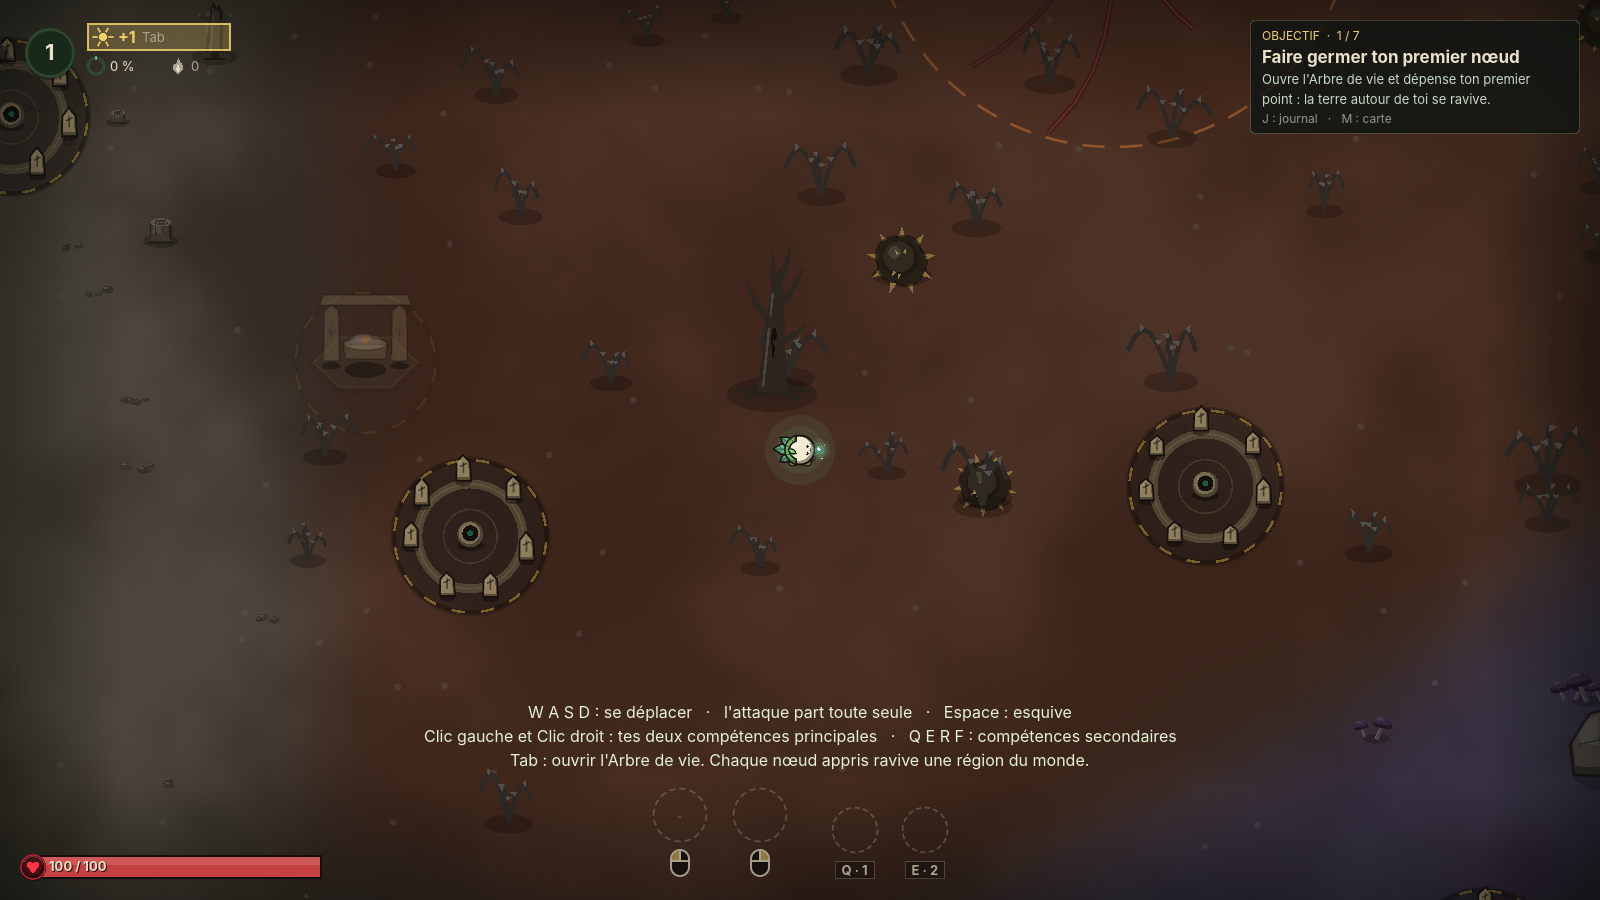 1
+1 Tab
0 %
0
OBJECTIF · 1 / 7
Faire germer ton premier nœud
Ouvre l'Arbre de vie et dépense ton premier
point : la terre autour de toi se ravive.
J : journal · M : carte
W A S D : se déplacer · l'attaque part toute seule · Espace : esquive
Clic gauche et Clic droit : tes deux compétences principales · Q E R F : compétences secondaires
Tab : ouvrir l'Arbre de vie. Chaque nœud appris ravive une région du monde.
100 / 100
Q · 1
E · 2